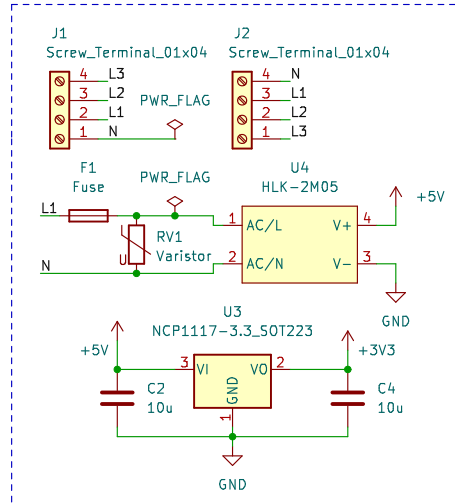 J1
Screw_Terminal_01x04
4 L3
3 L2
2 L1
1 N
PWR_FLAG
J2
Screw_Terminal_01x04
4 N
3 L1
2 L2
1 L3
F1
Fuse
L1
PWR_FLAG
RV1
Varistor
U
N
U4
HLK-2M05
1 AC/L V+ 4
2 AC/N V- 3
+5V
GND
U3
NCP1117-3.3_SOT223
+5V
3 VI VO 2
GND
1
+3V3
C2
10u
C4
10u
GND